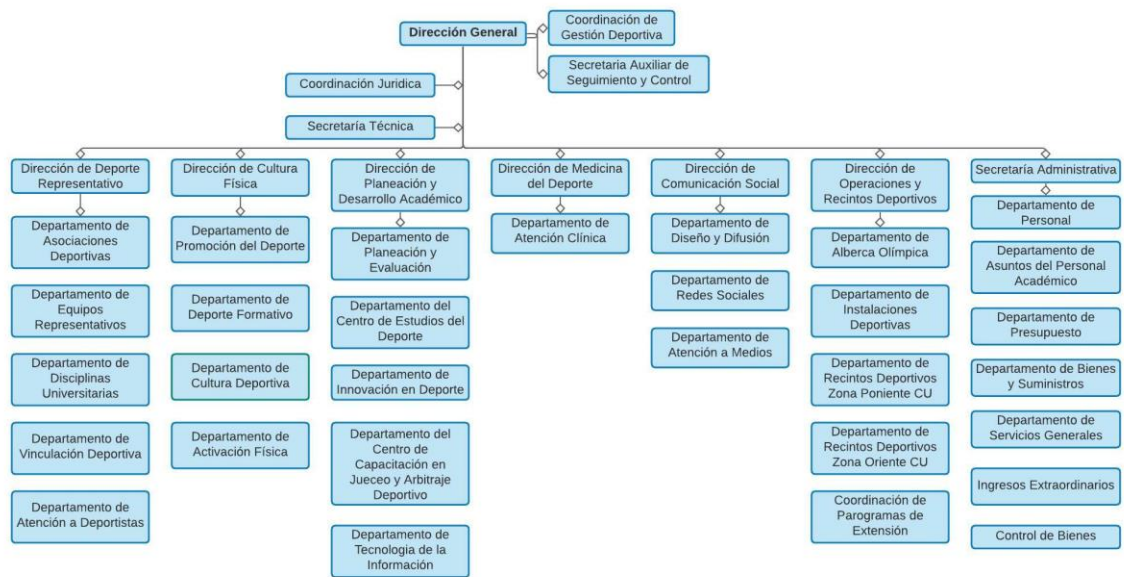 Dirección General
Coordinación de
Gestión Deportiva
Secretaria Auxiliar de
Seguimiento y Control
Coordinación Juridica
Secretaría Técnica
Dirección de Deporte
Representativo
Departamento de
Asociaciones
Deportivas
Departamento de
Equipos
Representativos
Departamento de
Disciplinas
Universitarias
Departamento de
Vinculación Deportiva
Departamento de
Atención a Deportistas
Dirección de Cultura
Física
Departamento de
Promoción del Deporte
Departamento de
Deporte Formativo
Departamento de
Cultura Deportiva
Departamento de
Activación Física
Dirección de
Planeación y
Desarrollo Académico
Departamento de
Planeación y
Evaluación
Departamento del
Centro de Estudios del
Deporte
Departamento de
Innovación en Deporte
Departamento del
Centro de
Capacitación en
Jueceo y Arbitraje
Deportivo
Departamento de
Tecnologia de la
Información
Dirección de Medicina
del Deporte
Departamento de
Atención Clínica
Dirección de
Comunicación Social
Departamento de
Diseño y Difusión
Departamento de
Redes Sociales
Departamento de
Atención a Medios
Dirección de
Operaciones y
Recintos Deportivos
Departamento de
Alberca Olímpica
Departamento de
Instalaciones
Deportivas
Departamento de
Recintos Deportivos
Zona Poniente CU
Departamento de
Recintos Deportivos
Zona Oriente CU
Coordinación de
Parogramas de
Extensión
Secretaría Administrativa
Departamento de
Personal
Departamento de
Asuntos del Personal
Académico
Departamento de
Presupuesto
Departamento de Bienes
y Suministros
Departamento de
Servicios Generales
Ingresos Extraordinarios
Control de Bienes